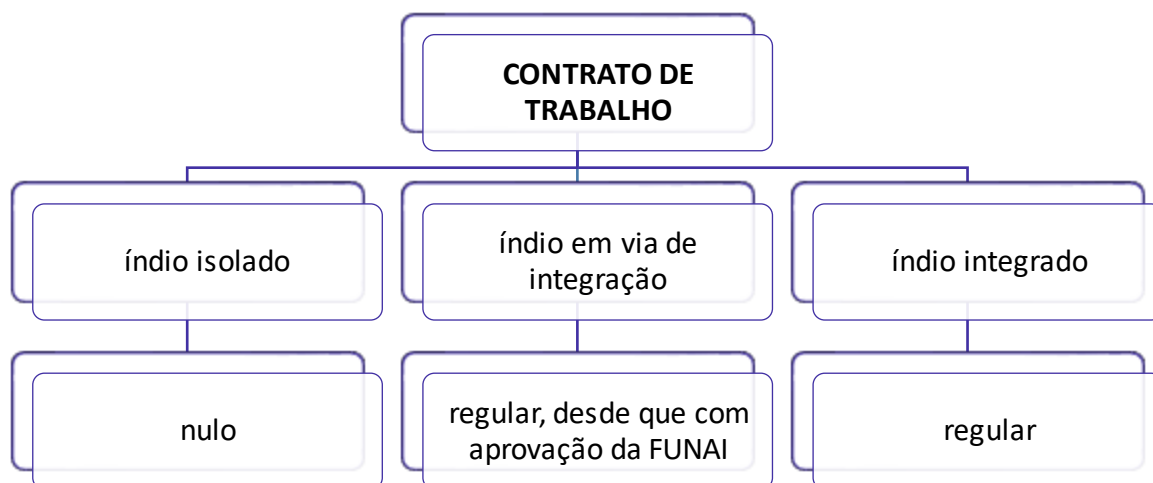 CONTRATO DE
TRABALHO
índio isolado
índio em via de
integração
índio integrado
nulo
regular, desde que com
aprovação da FUNAI
regular